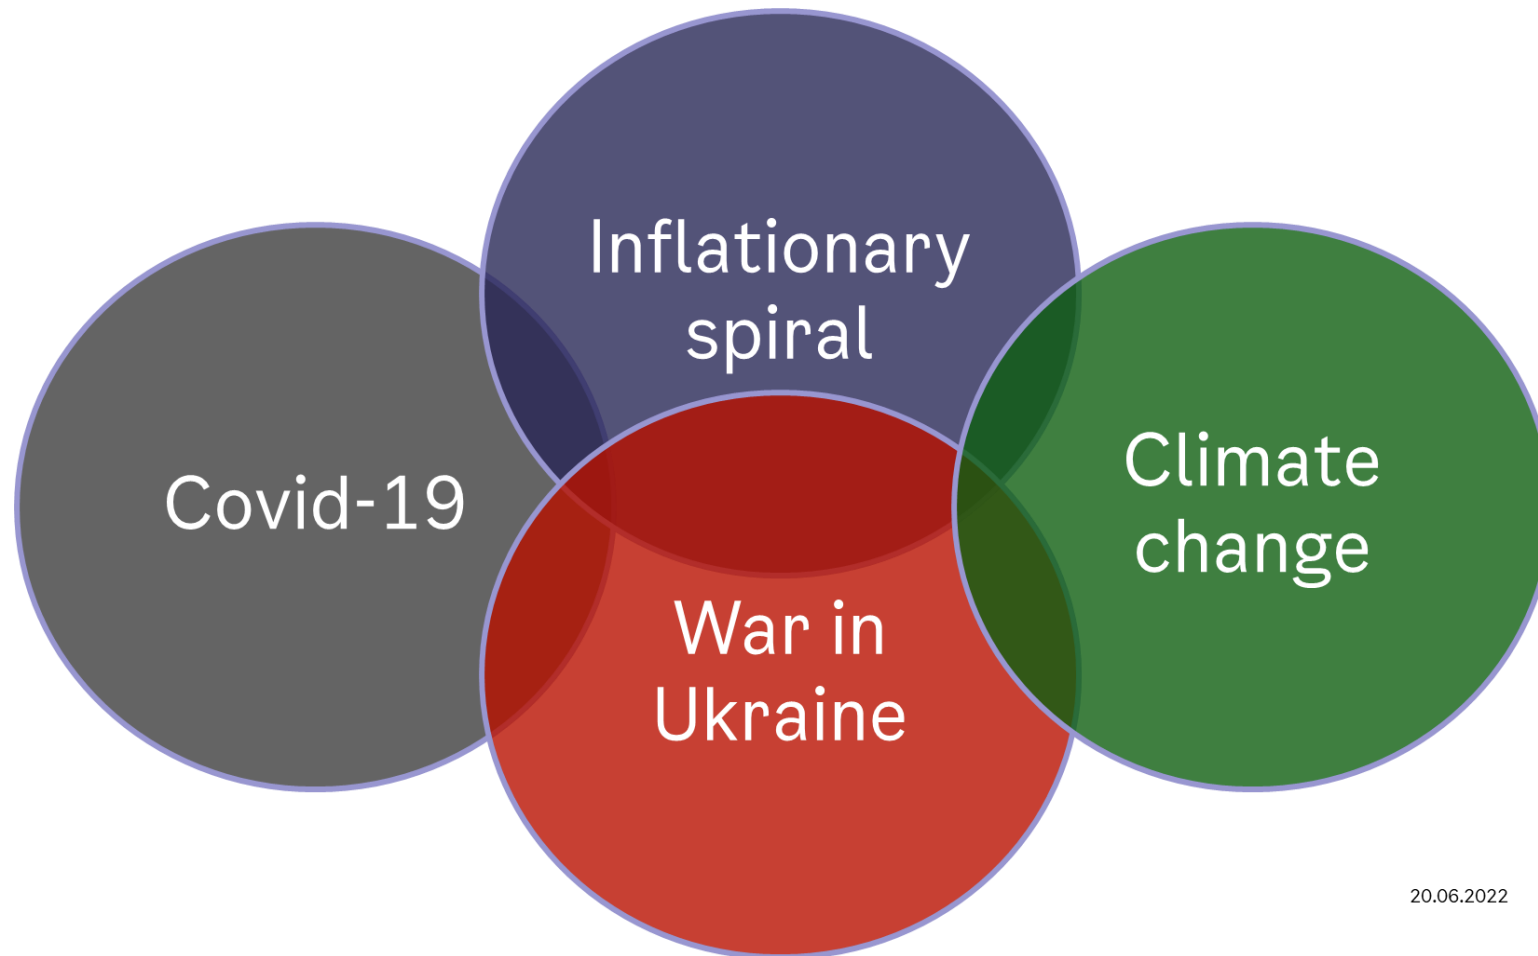 Inflationary
spiral
Covid-19
Climate
change
War in
Ukraine
20.06.2022